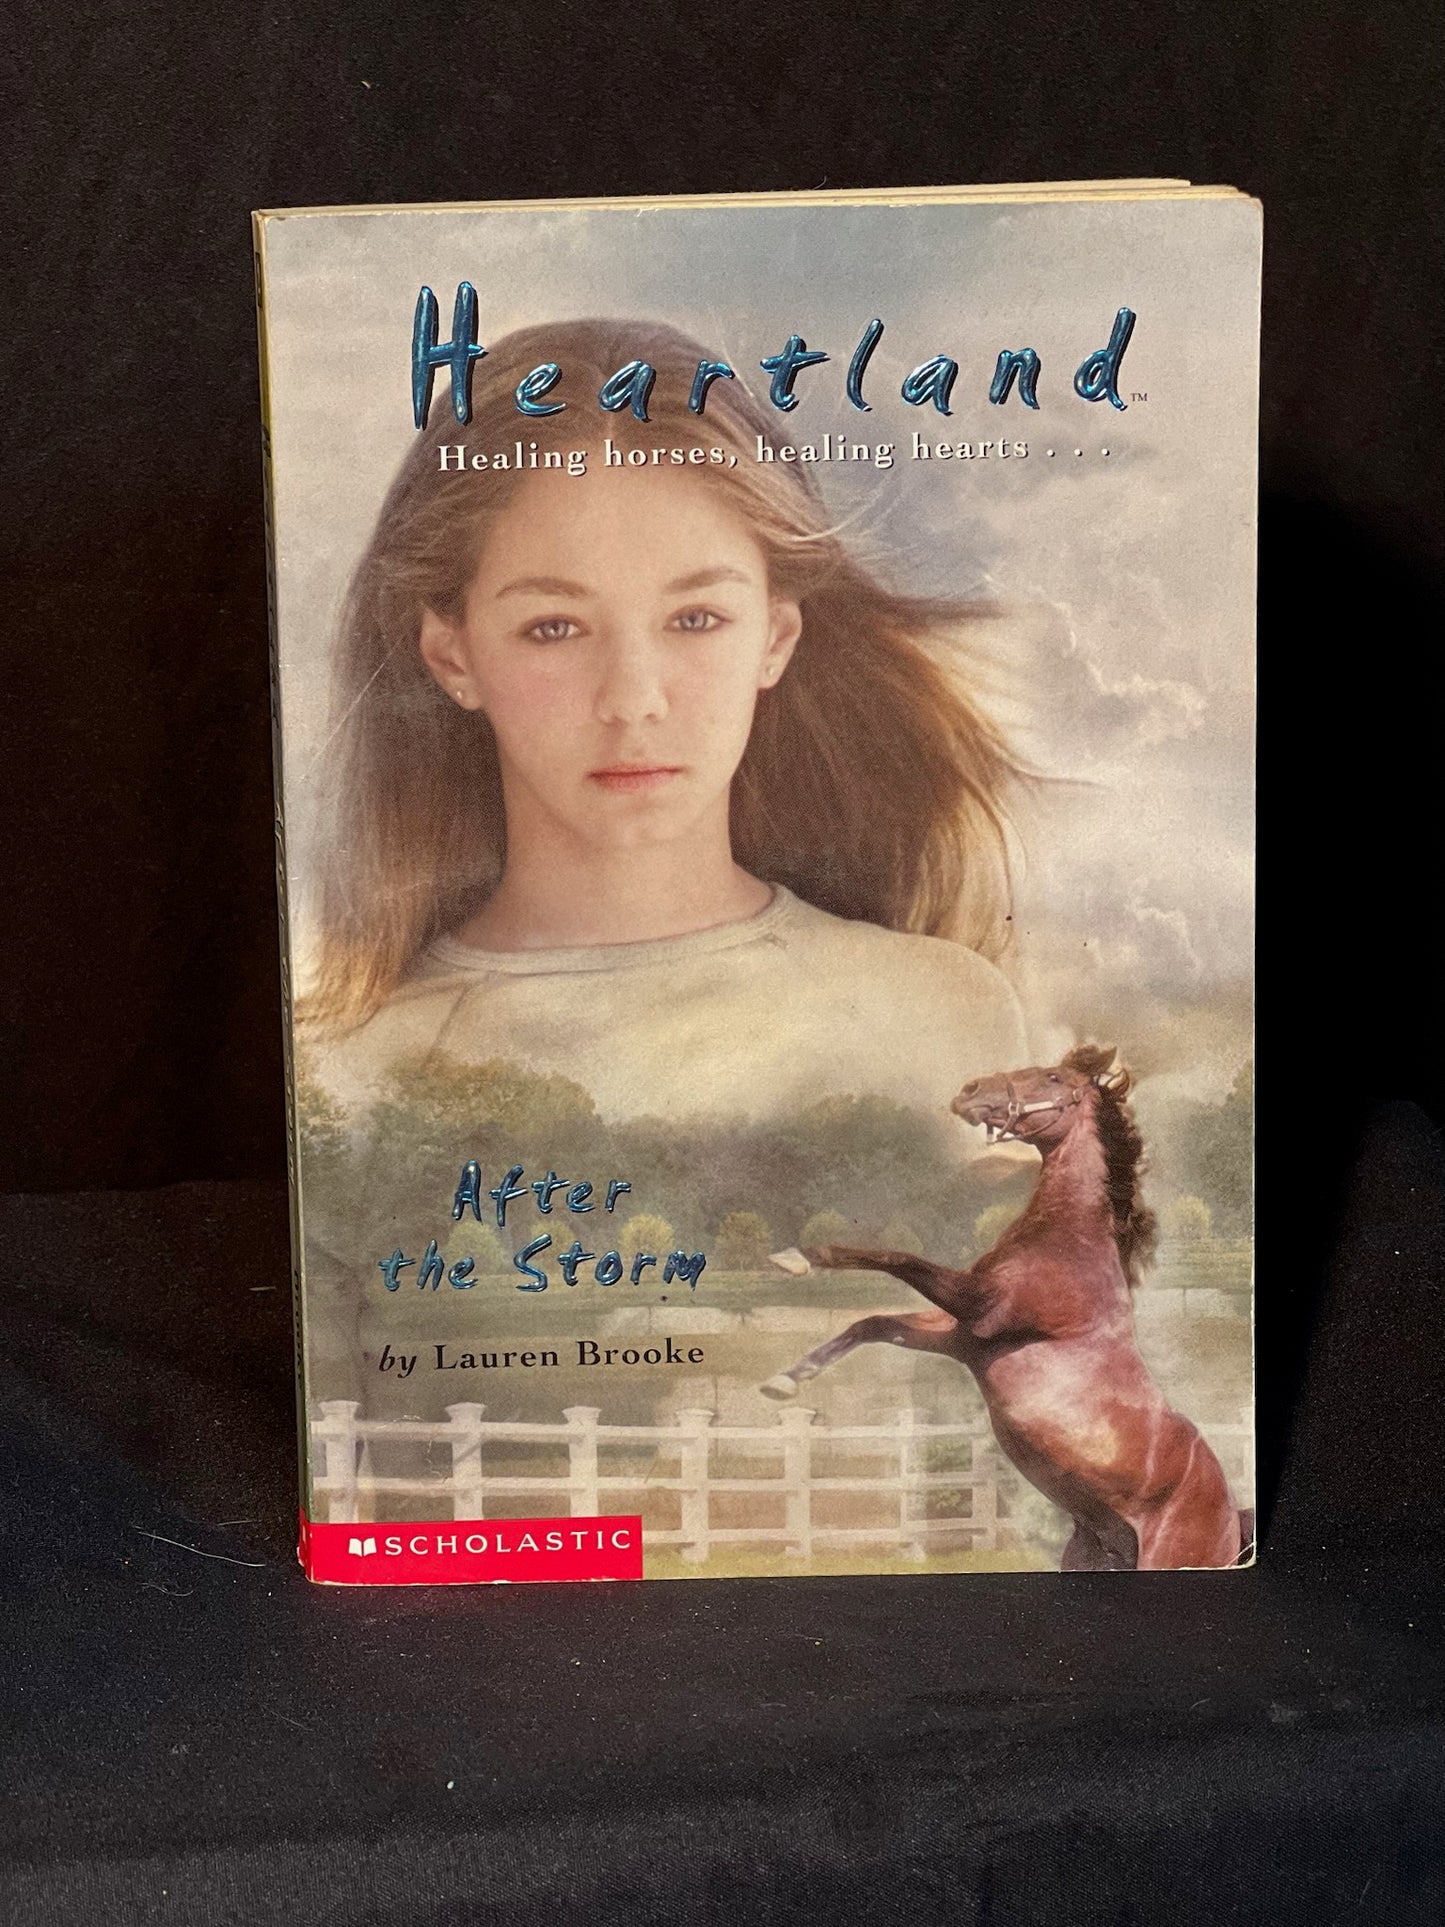 Heartland™
Healing horses, healing hearts . . .
After
the Storm
by Lauren Brooke
SCHOLASTIC